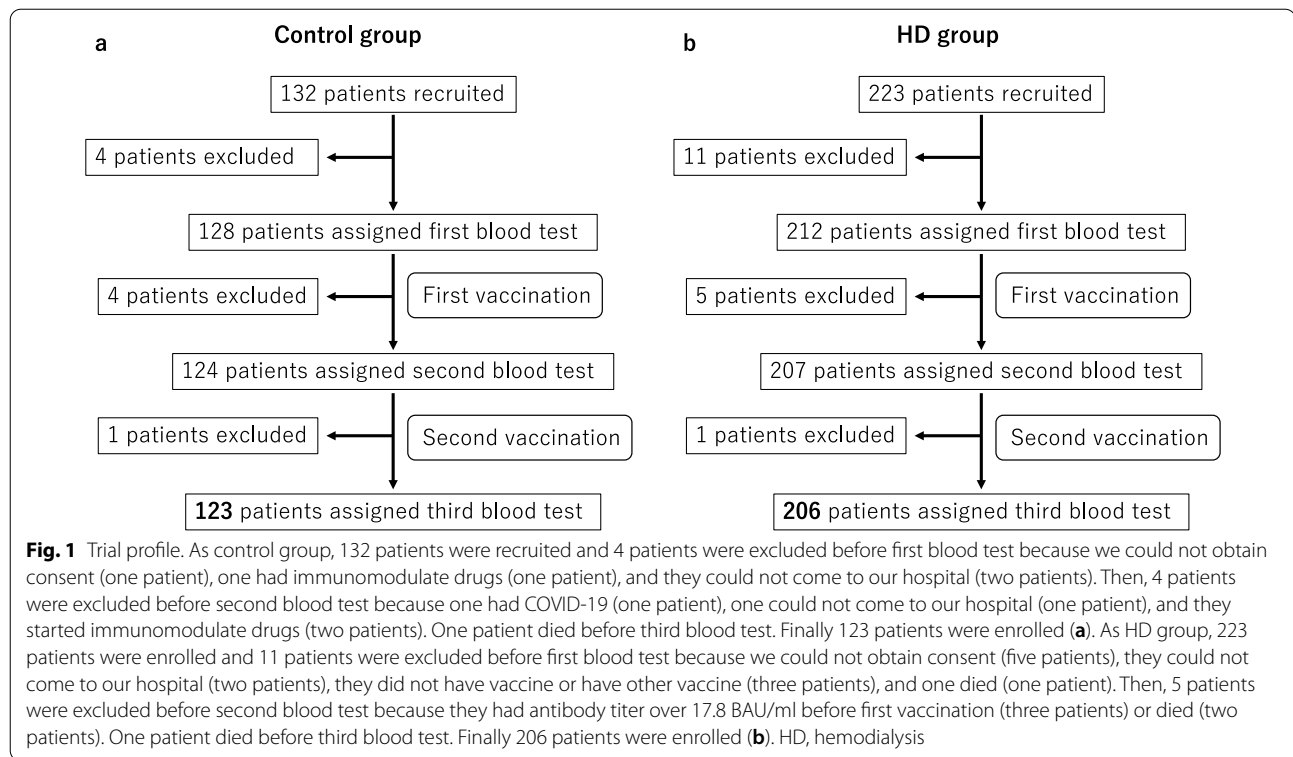 a
Control group
132 patients recruited
4 patients excluded
128 patients assigned first blood test
4 patients excluded
First vaccination
124 patients assigned second blood test
1 patients excluded
Second vaccination
123 patients assigned third blood test
b
HD group
223 patients recruited
11 patients excluded
212 patients assigned first blood test
5 patients excluded
First vaccination
207 patients assigned second blood test
1 patients excluded
Second vaccination
206 patients assigned third blood test
Fig. 1 Trial profile. As control group, 132 patients were recruited and 4 patients were excluded before first blood test because we could not obtain
consent (one patient), one had immunomodulate drugs (one patient), and they could not come to our hospital (two patients). Then, 4 patients
were excluded before second blood test because one had COVID-19 (one patient), one could not come to our hospital (one patient), and they
started immunomodulate drugs (two patients). One patient died before third blood test. Finally 123 patients were enrolled (a). As HD group, 223
patients were enrolled and 11 patients were excluded before first blood test because we could not obtain consent (five patients), they could not
come to our hospital (two patients), they did not have vaccine or have other vaccine (three patients), and one died (one patient). Then, 5 patients
were excluded before second blood test because they had antibody titer over 17.8 BAU/ml before first vaccination (three patients) or died (two
patients). One patient died before third blood test. Finally 206 patients were enrolled (b). HD, hemodialysis